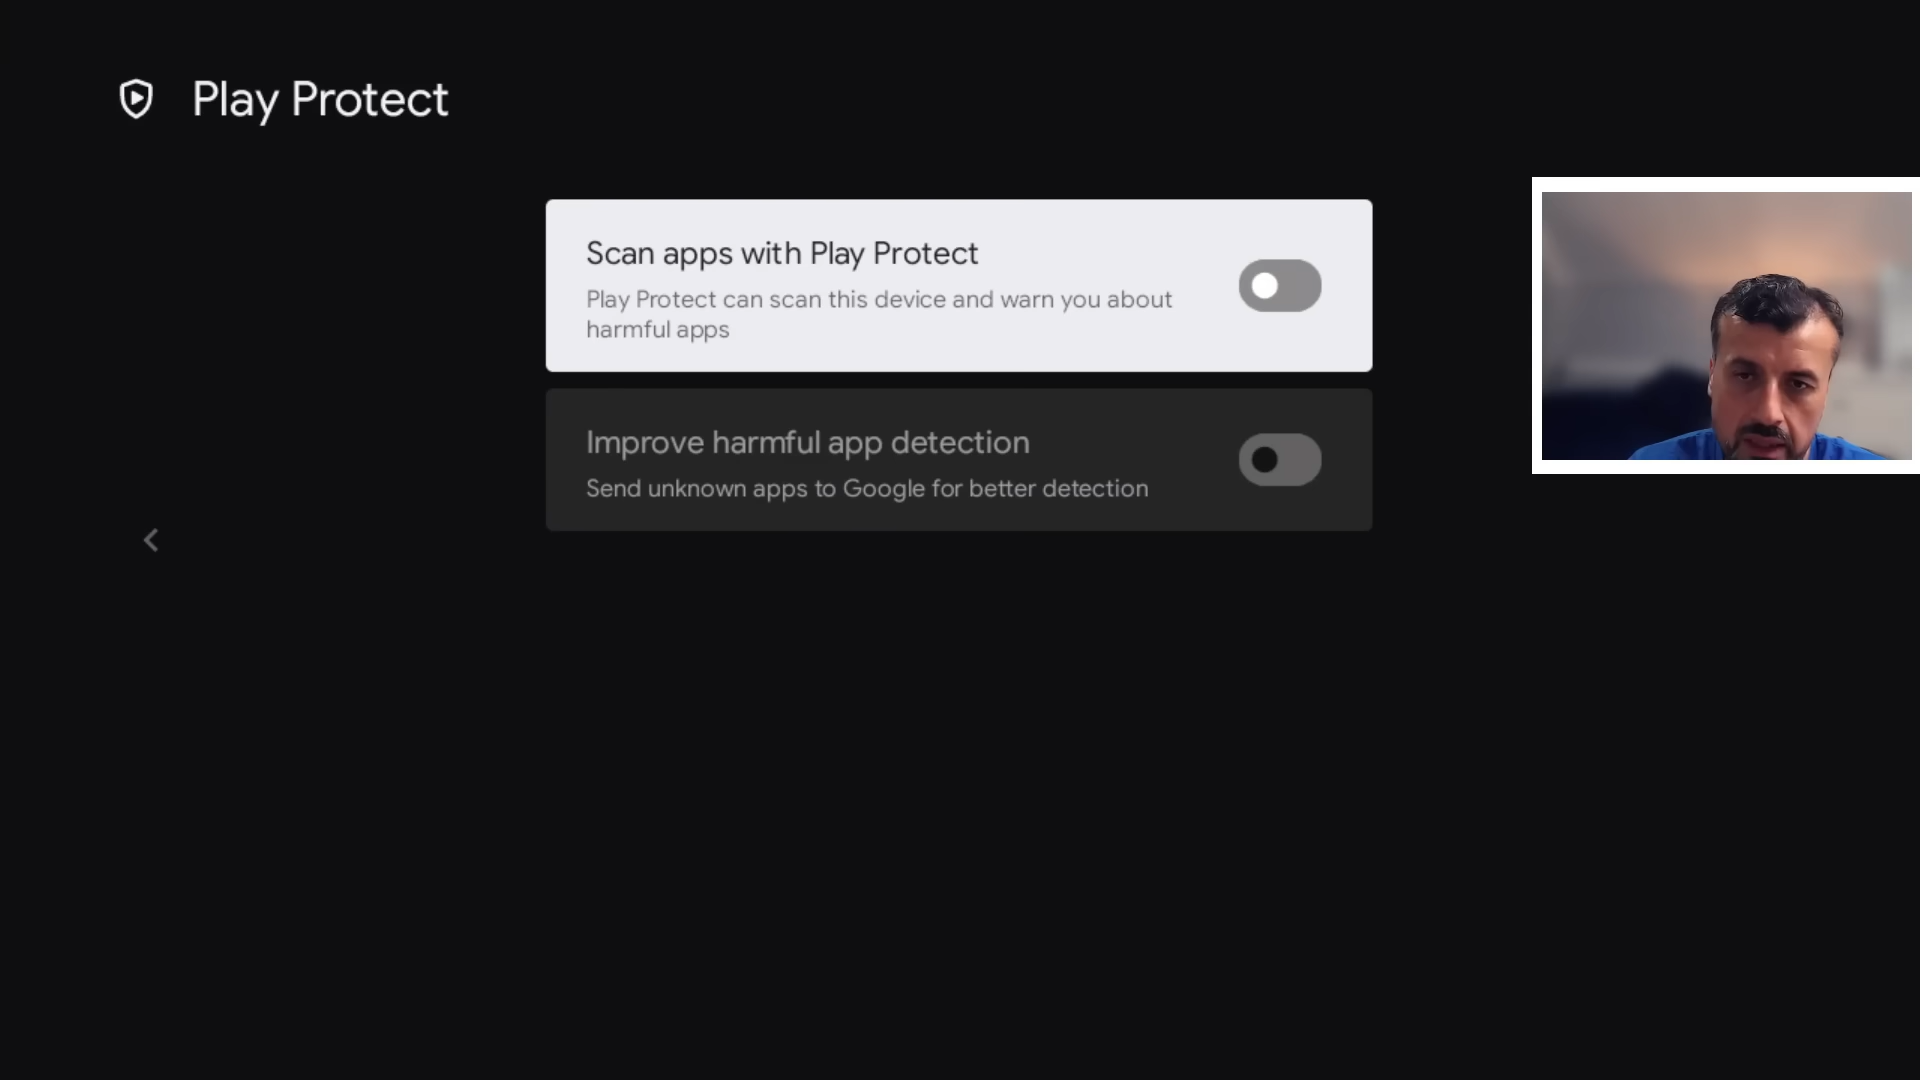 Play Protect
Scan apps with Play Protect
Play Protect can scan this device and warn you about
harmful apps
Improve harmful app detection
Send unknown apps to Google for better detection